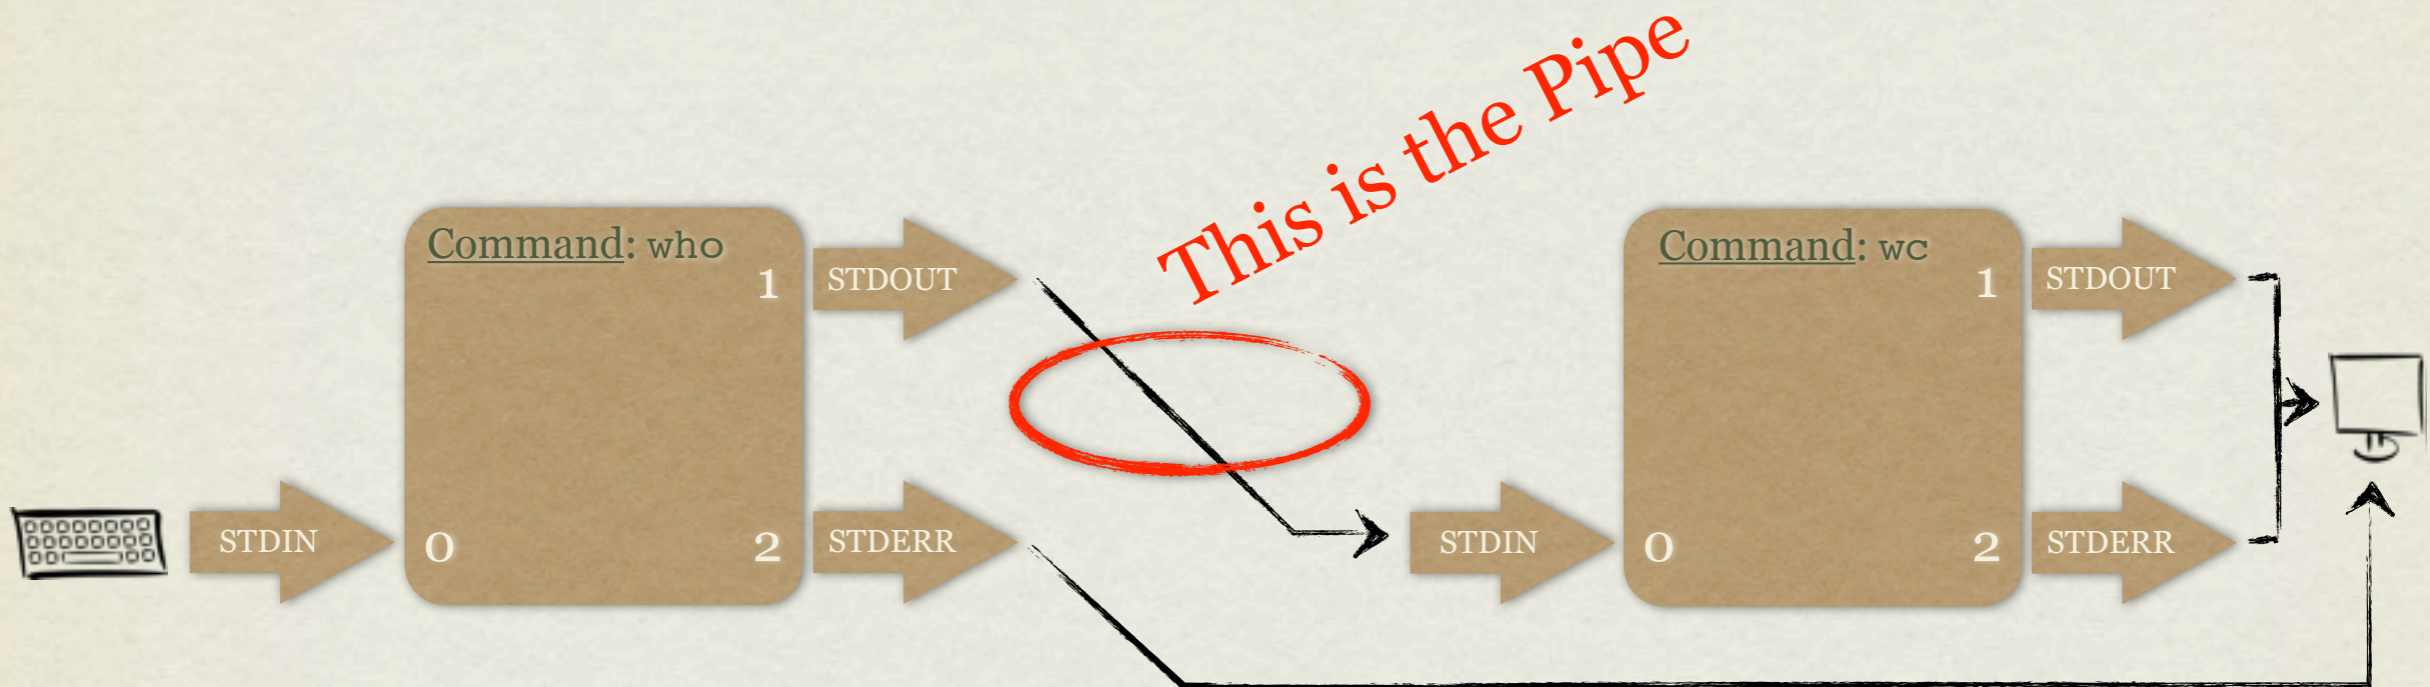 This is the Pipe
Command: who
1
STDOUT
STDIN
0
2
STDERR
Command: wc
1
STDOUT
STDIN
0
2
STDERR